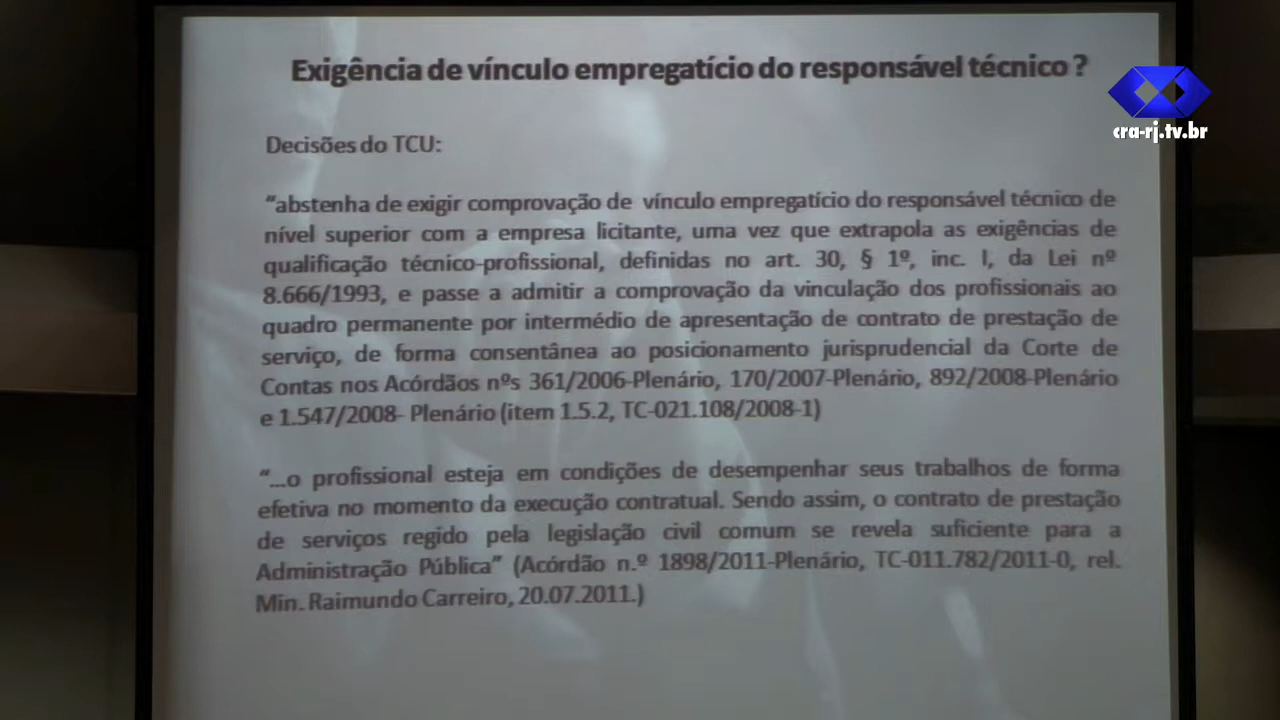 Exigência de vínculo empregatício do responsável técnico ?
cra-rj.tv.br
Decisões do TCU:
“abstenha de exigir comprovação de vínculo empregatício do responsável técnico de
nível superior com a empresa licitante, uma vez que extrapola as exigências de
qualificação técnico-profissional, definidas no art. 30, § 1º, inc. I, da Lei nº
8.666/1993, e passe a admitir a comprovação da vinculação dos profissionais ao
quadro permanente por intermédio de apresentação de contrato de prestação de
serviço, de forma consentânea ao posicionamento jurisprudencial da Corte de
Contas nos Acórdãos nºs 361/2006-Plenário, 170/2007-Plenário, 892/2008-Plenário
e 1.547/2008- Plenário (item 1.5.2, TC-021.108/2008-1)
“...o profissional esteja em condições de desempenhar seus trabalhos de forma
efetiva no momento da execução contratual. Sendo assim, o contrato de prestação
de serviços regido pela legislação civil comum se revela suficiente para a
Administração Pública” (Acórdão n.º 1898/2011-Plenário, TC-011.782/2011-0, rel.
Min. Raimundo Carreiro, 20.07.2011.)